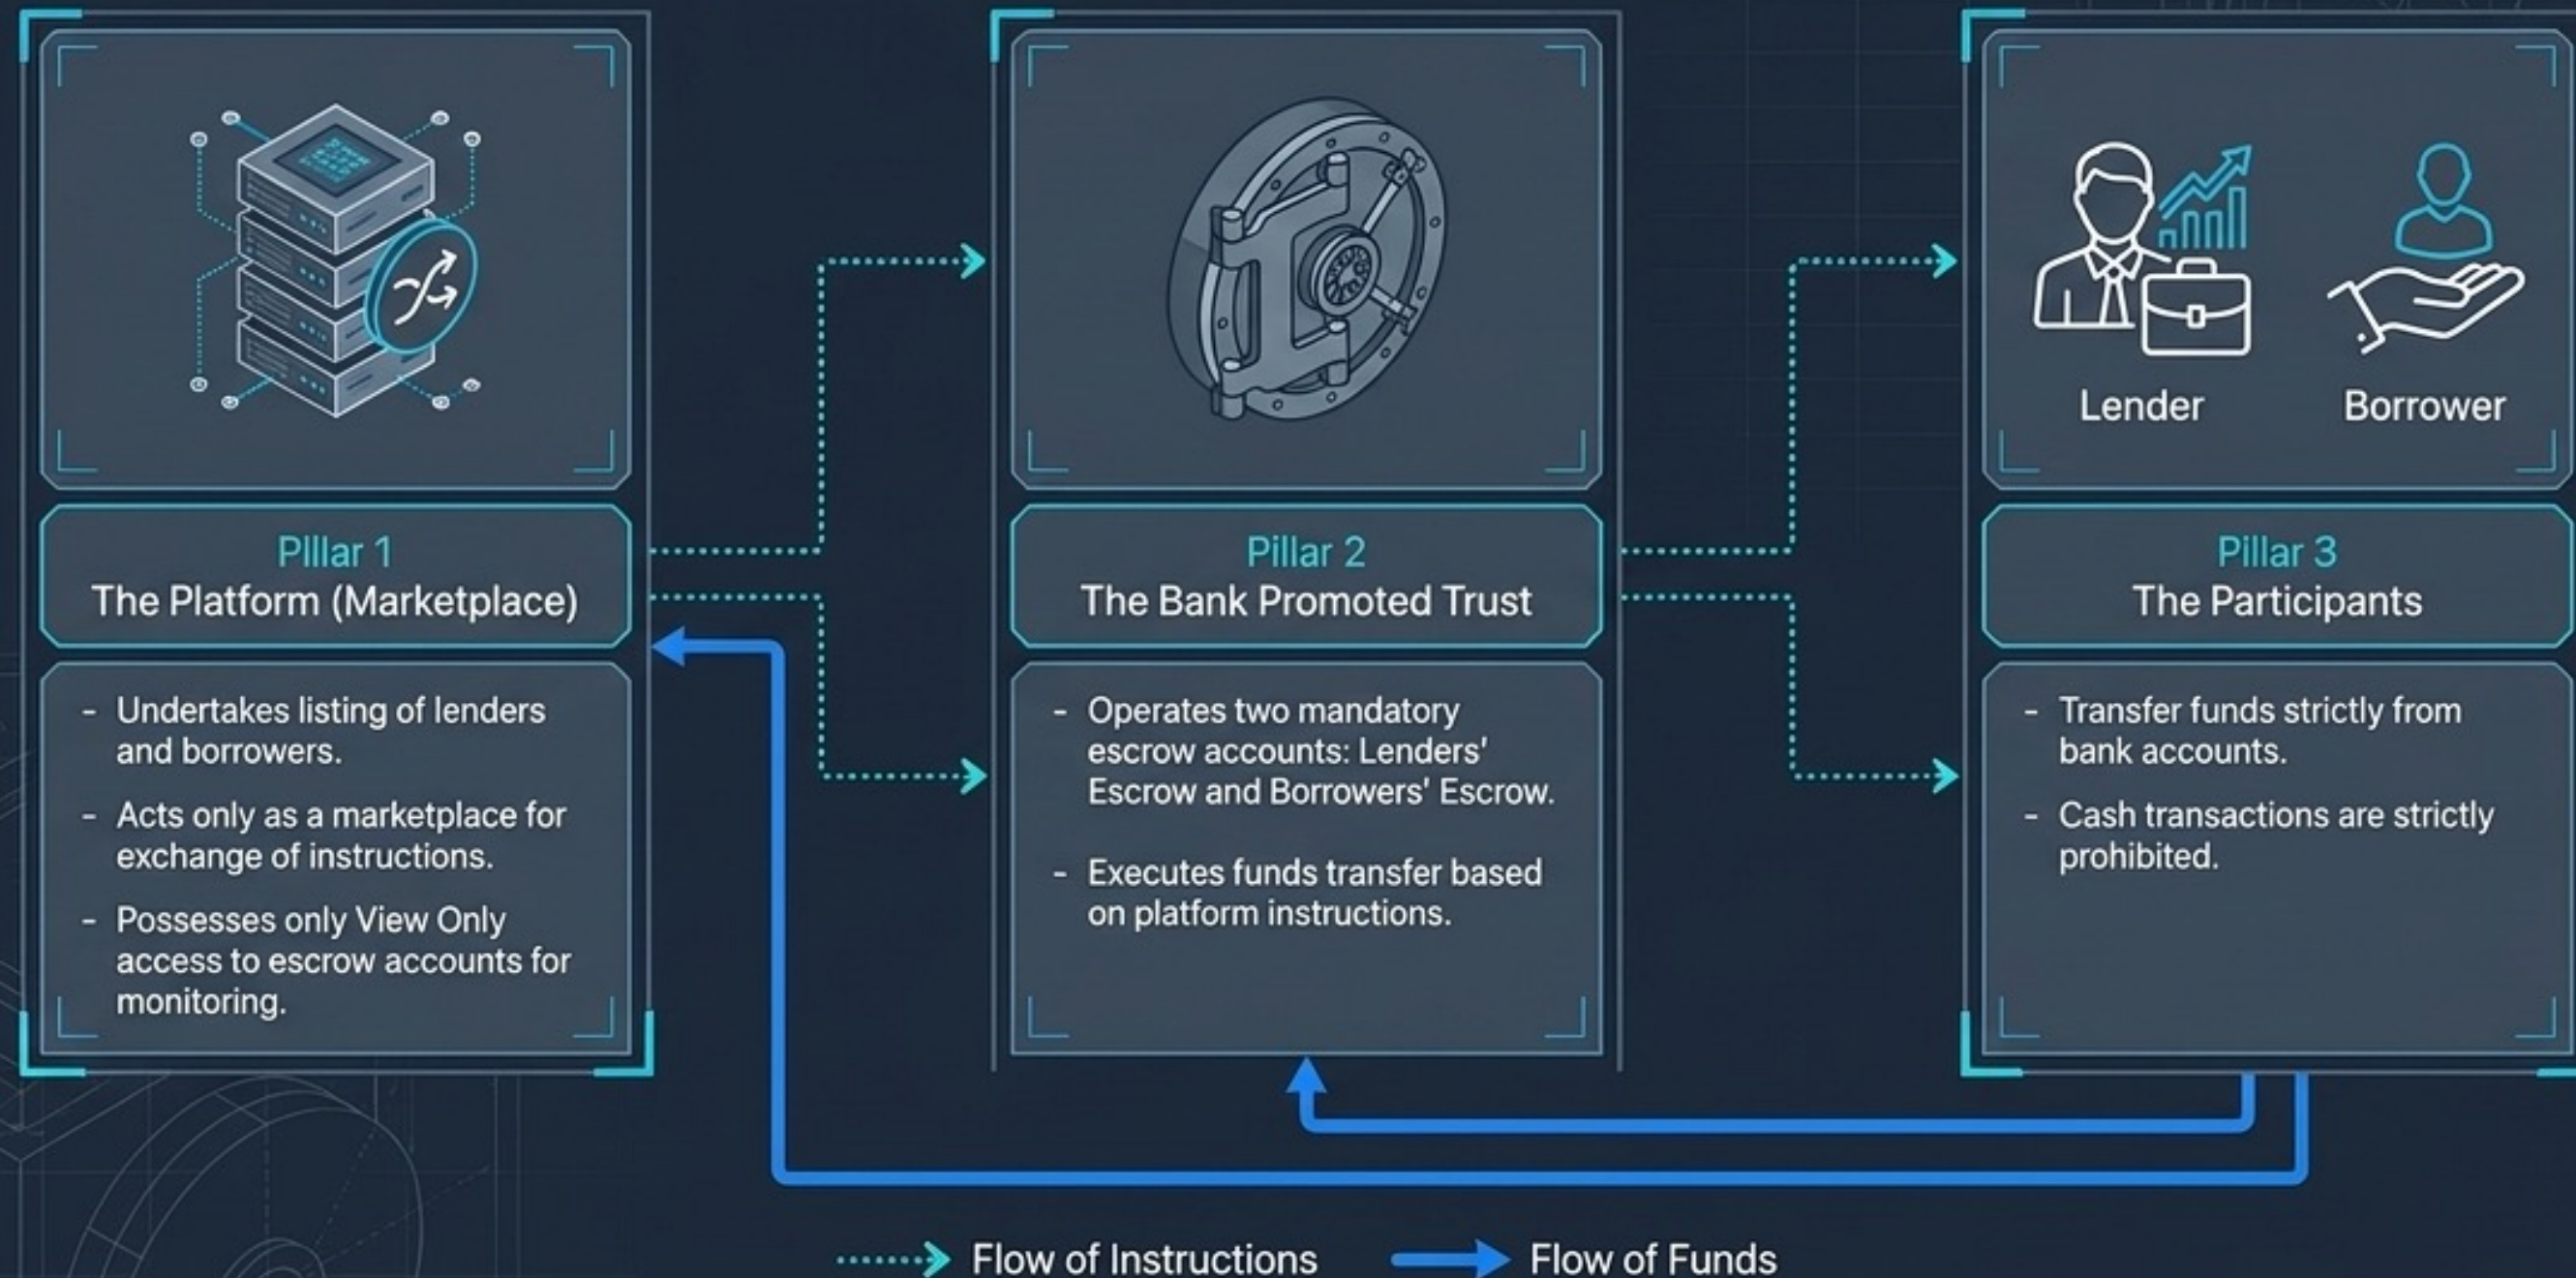 Lender
Borrower
PIllar 1
The Platform (Marketplace)
- Undertakes listing of lenders
and borrowers.
- Acts only as a marketplace for
exchange of instructions.
- Possesses only View Only
access to escrow accounts for
monitoring.
Pillar 2
The Bank Promoted Trust
- Operates two mandatory
escrow accounts: Lenders'
Escrow and Borrowers' Escrow.
- Executes funds transfer based
on platform instructions.
Pillar 3
The Participants
- Transfer funds strictly from
bank accounts.
- Cash transactions are strictly
prohibited.
Flow of Instructions
Flow of Funds